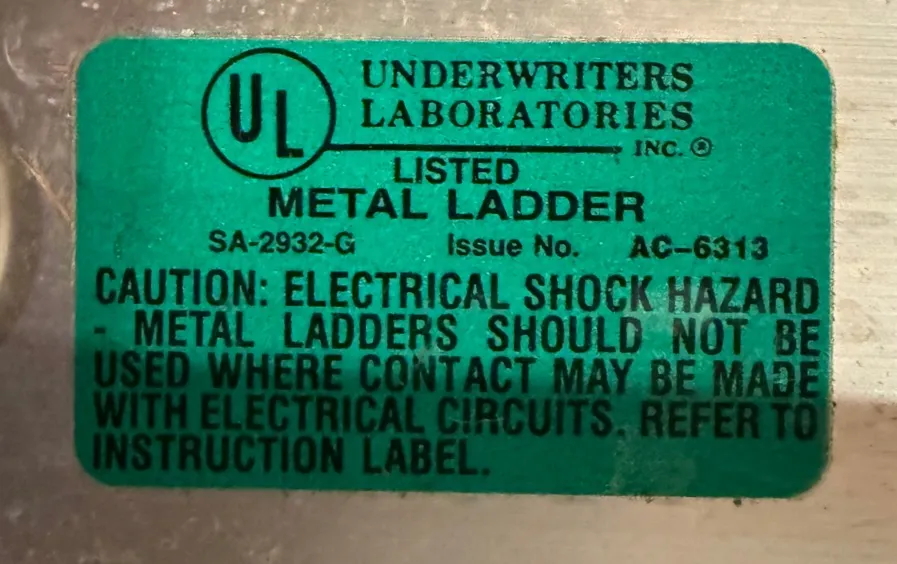 UL
UNDERWRITERS
LABORATORIES
INC. ®
LISTED
METAL LADDER
SA-2932-G Issue No. AC-6313
CAUTION: ELECTRICAL SHOCK HAZARD
- METAL LADDERS SHOULD NOT BE
USED WHERE CONTACT MAY BE MADE
WITH ELECTRICAL CIRCUITS. REFER TO
INSTRUCTION LABEL.